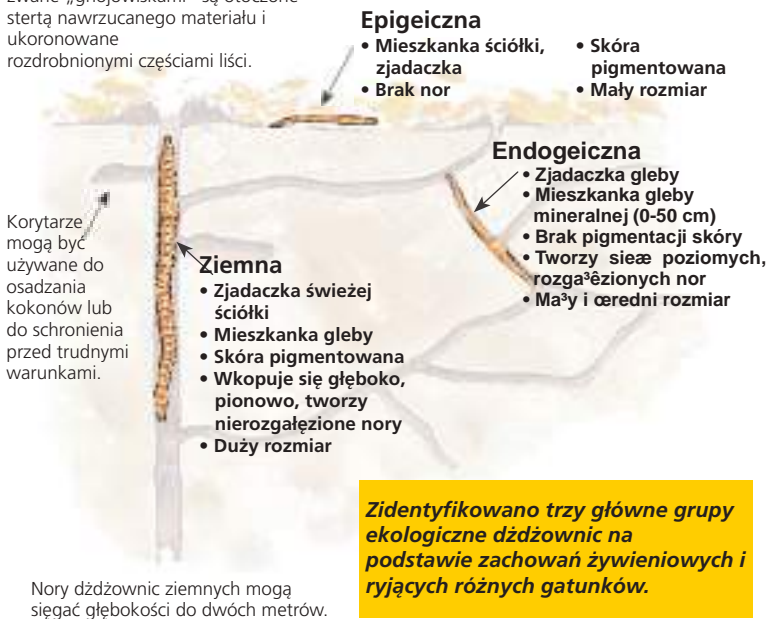 stertą nawrzucanego materiału i
ukoronowane
rozdrobnionymi częściami liści.
Epigeiczna
• Mieszkanka ściółki,
zjadaczka
• Brak nor
• Skóra
pigmentowana
• Mały rozmiar
Endogeiczna
• Zjadaczka gleby
• Mieszkanka gleby
mineralnej (0-50 cm)
• Brak pigmentacji skóry
• Tworzy sieæ poziomych,
rozga³êzionych nor
• Ma³y i œredni rozmiar
Korytarze
mogą być
używane do
osadzania
kokonów lub
do schronienia
przed trudnymi
warunkami.
Ziemna
• Zjadaczka świeżej
ściółki
• Mieszkanka gleby
• Skóra pigmentowana
• Wkopuje się głęboko,
pionowo, tworzy
nierozgałęzione nory
• Duży rozmiar
Zidentyfikowano trzy główne grupy
ekologiczne dżdżownic na
podstawie zachowań żywieniowych i
ryjących różnych gatunków.
Nory dżdżownic ziemnych mogą
sięgać głębokości do dwóch metrów.